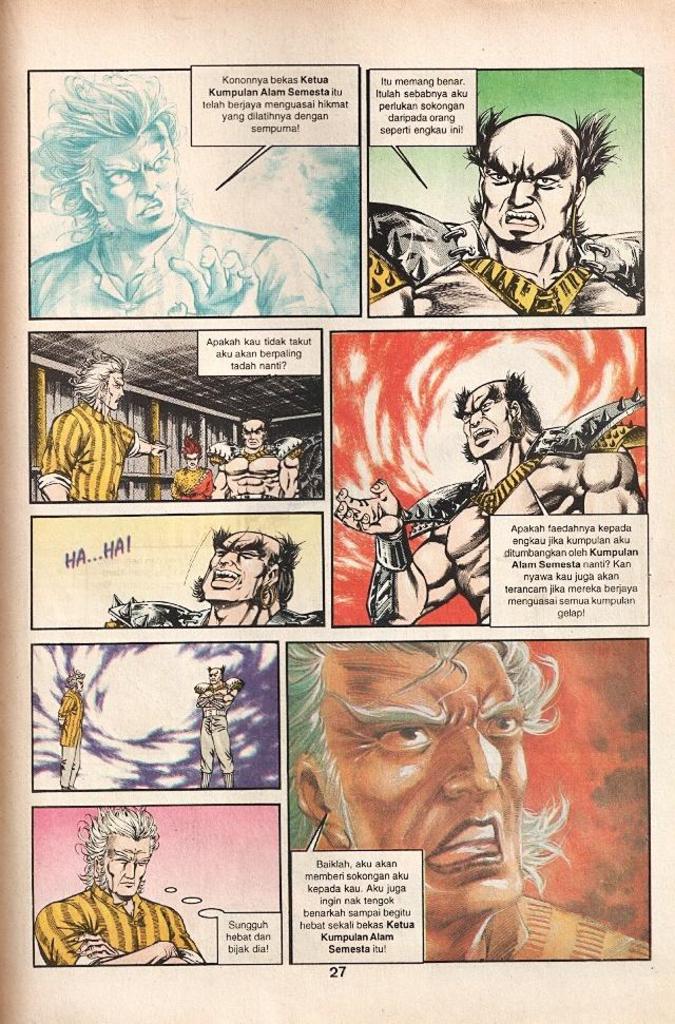 Kononnya bekas Ketua
Kumpulan Alam Semesta itu
telah berjaya menguasai hikmat
yang dilatihnya dengan
sempurna!
Itu memang benar.
Itulah sebabnya aku
perlukan sokongan
daripada orang
seperti engkau ini!
Apakah kau tidak takut
aku akan berpaling
tadah nanti?
Apakah faedahnya kepada
engkau jika kumpulan aku
ditumbangkan oleh Kumpulan
Alam Semesta nanti? Kan
nyawa kau juga akan
terancam jika mereka berjaya
menguasai semua kumpulan
gelap!
HA...HA!
Baiklah, aku akan
memberi sokongan aku
kepada kau. Aku juga
ingin nak tengok
benarkah sampai begitu
hebat sekali bekas Ketua
Kumpulan Alam
Semesta itu!
Sungguh
hebat dan
bijak dia!
27